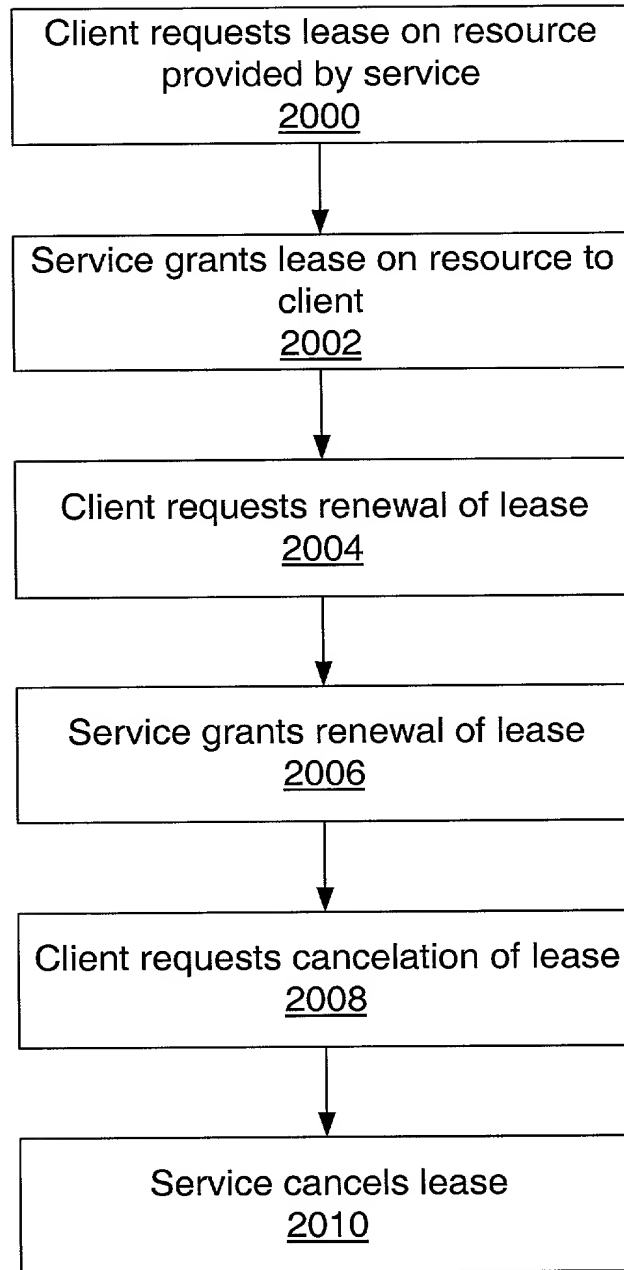 Client requests lease on resource
provided by service
2000
Service grants lease on resource to
client
2002
Client requests renewal of lease
2004
Service grants renewal of lease
2006
Client requests cancelation of lease
2008
Service cancels lease
2010